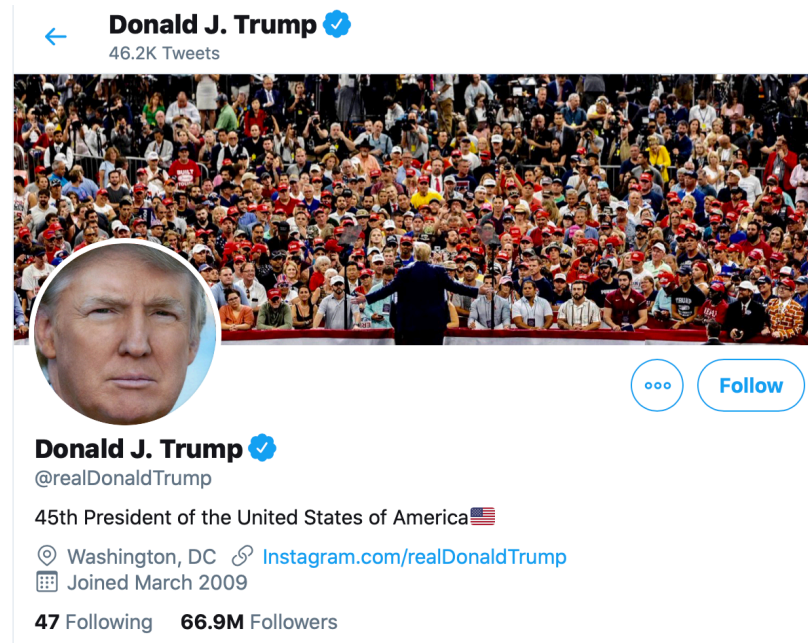 Donald J. Trump
46.2K Tweets
Donald J. Trump
@realDonaldTrump
45th President of the United States of America🇺🇸
Washington, DC Instagram.com/realDonaldTrump
Joined March 2009
47 Following 66.9M Followers
Follow